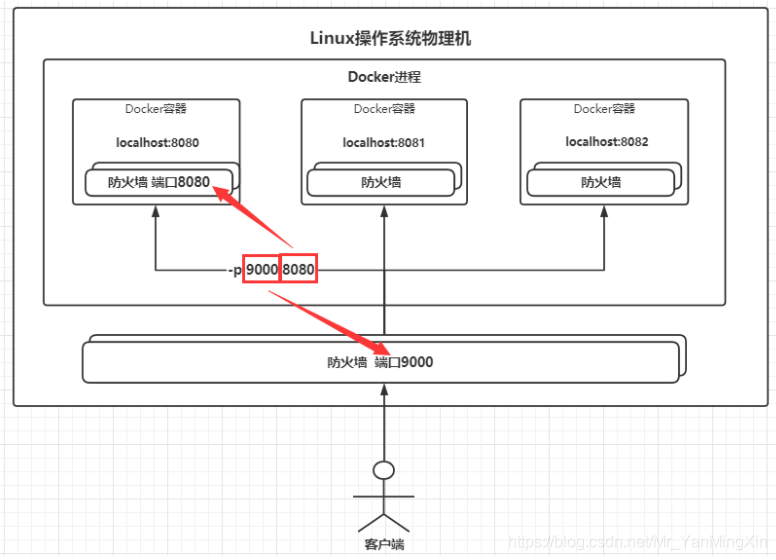 Linux操作系统物理机
Docker进程
Docker容器
localhost:8080
防火墙 端口8080
Docker容器
localhost:8081
防火墙
Docker容器
localhost:8082
防火墙
-p 9000 8080
防火墙 端口9000
客户端
https://blog.csdn.net/Mr_YanMingXin